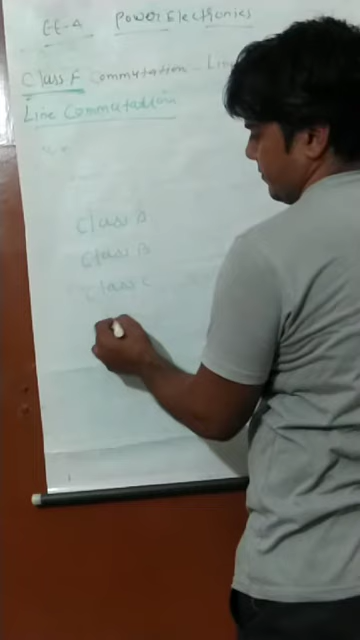 EE-A Power Electronics
Class F Commutation Line
Line Commutation
Class A
Class B
Class C